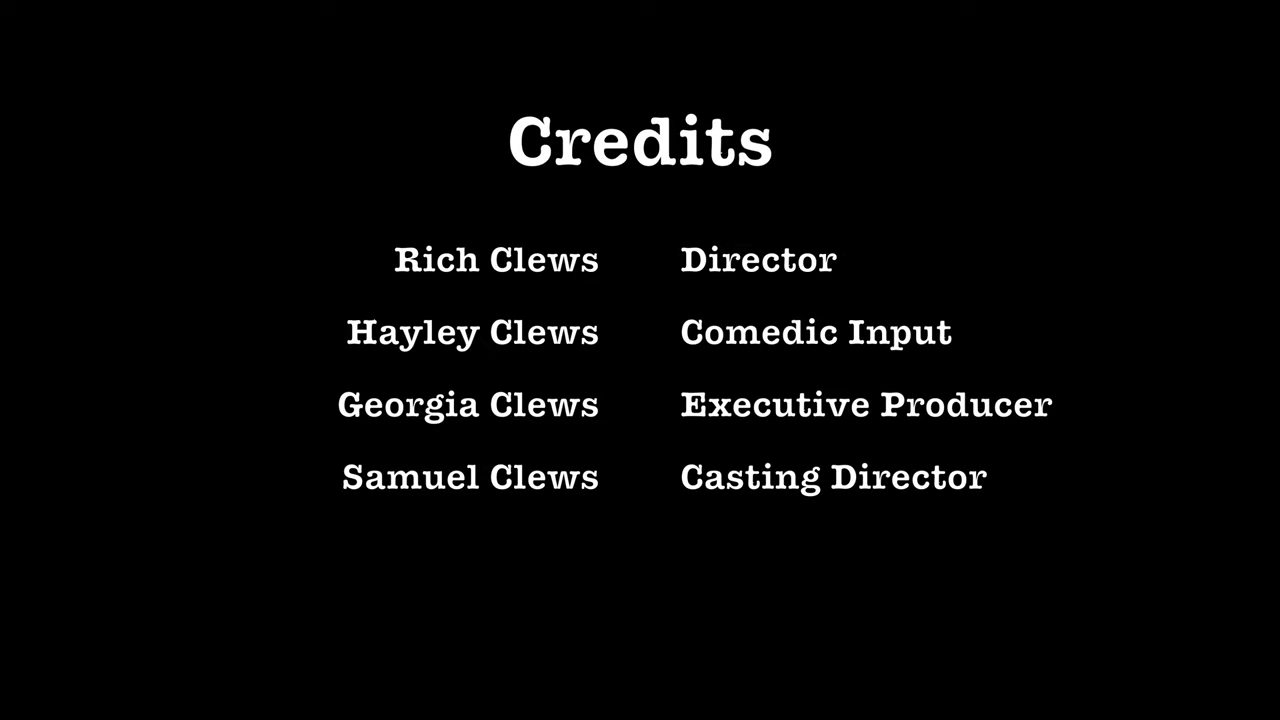 Credits
Rich Clews Director
Hayley Clews Comedic Input
Georgia Clews Executive Producer
Samuel Clews Casting Director